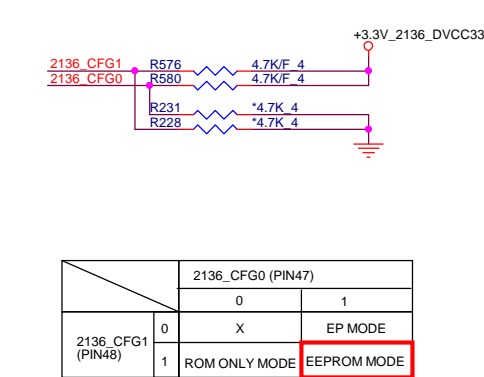 +3.3V_2136_DVCC33
2136_CFG1 R576 4.7K/F_4
2136_CFG0 R580 4.7K/F_4
R231 *4.7K_4
R228 *4.7K_4
2136_CFG0 (PIN47)
0 1
2136_CFG1 (PIN48)
0 X EP MODE
1 ROM ONLY MODE EEPROM MODE